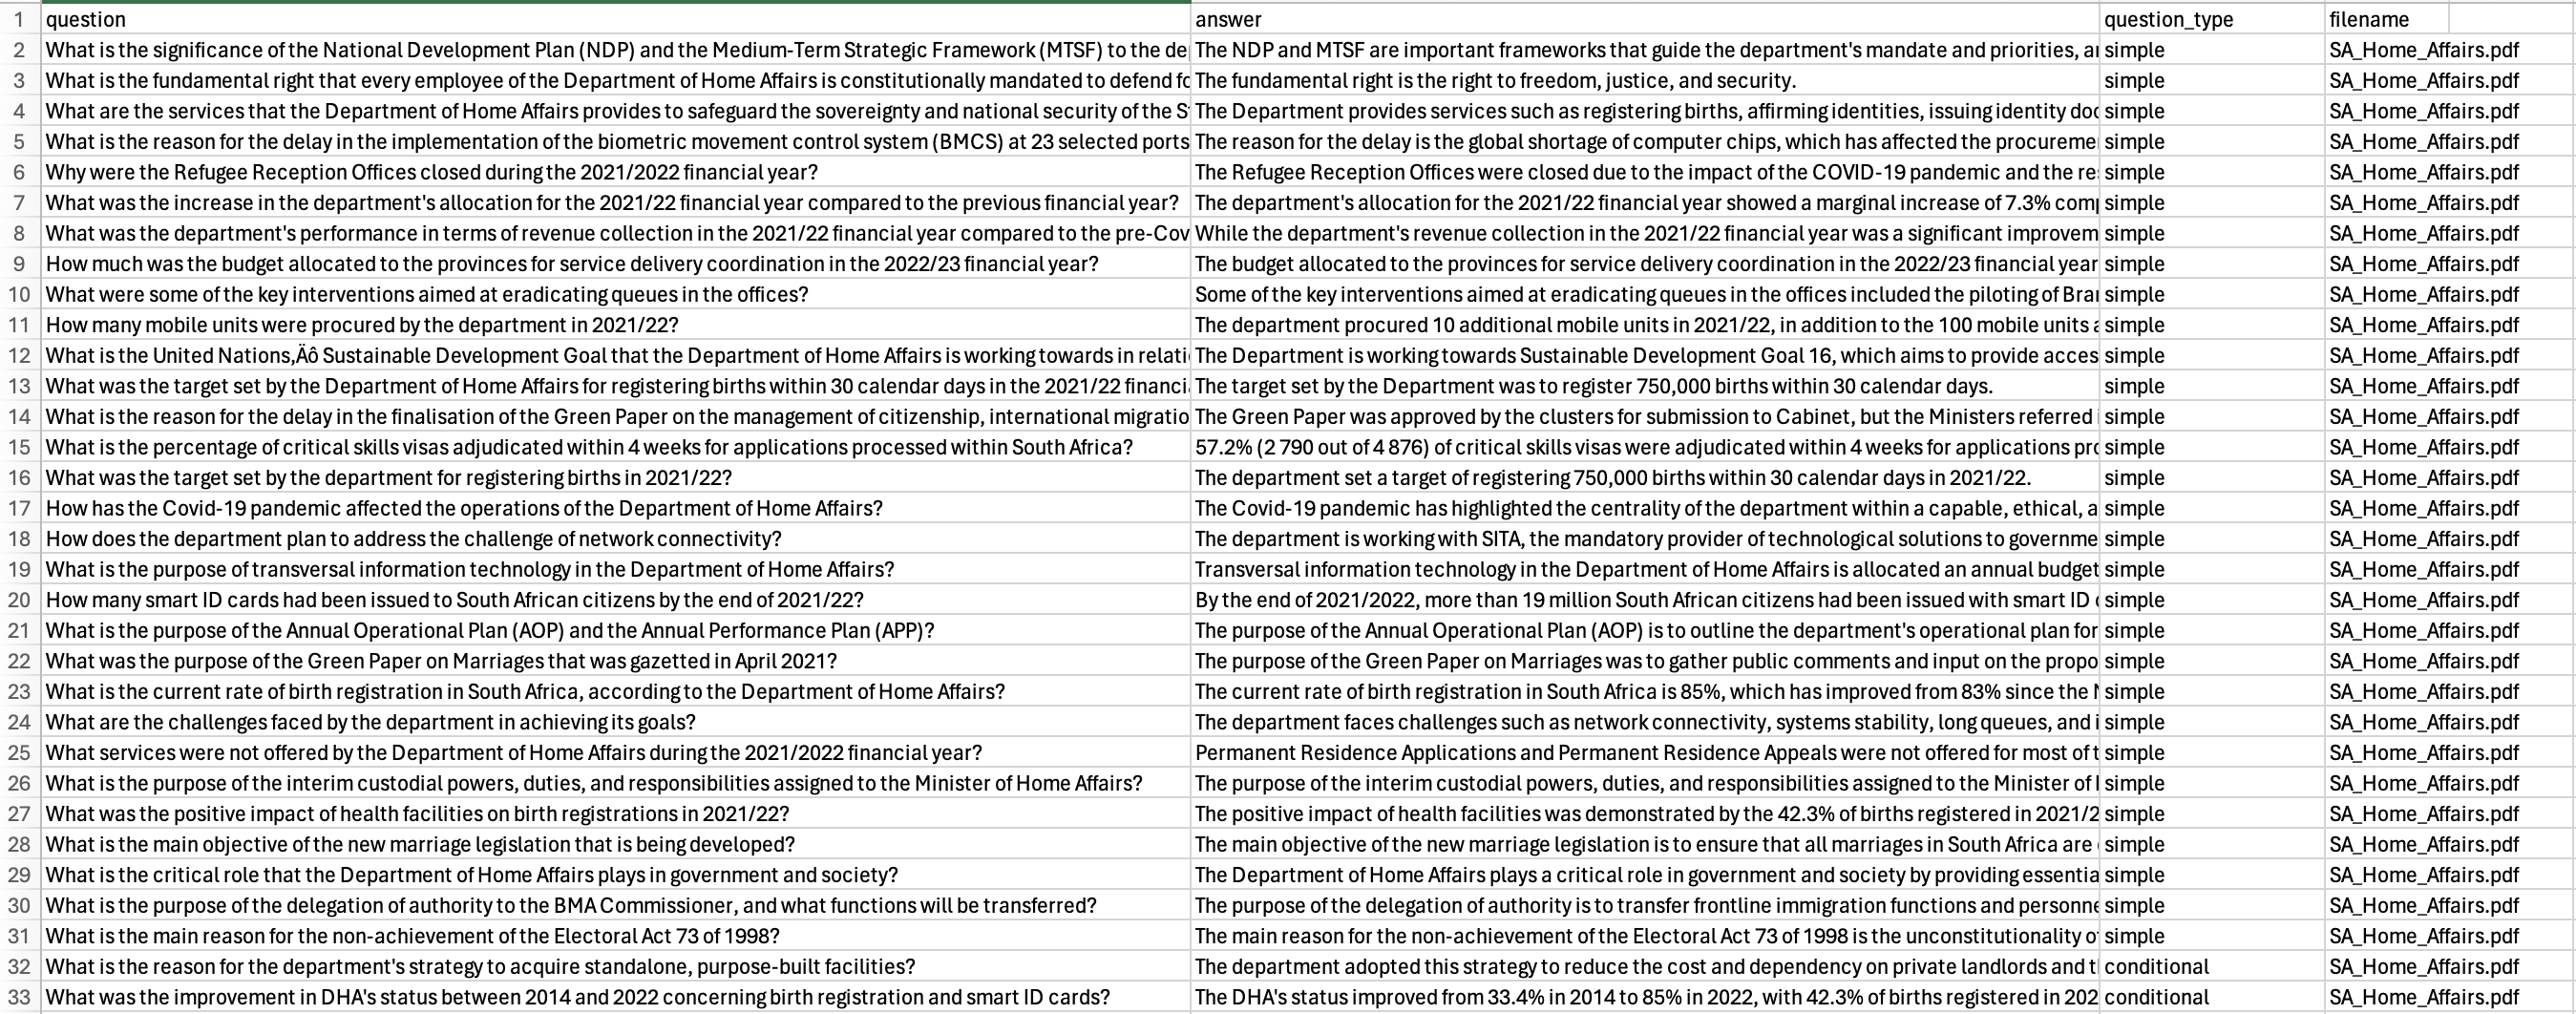 1 question answer question_type filename
2 What is the significance of the National Development Plan (NDP) and the Medium-Term Strategic Framework (MTSF) to the de The NDP and MTSF are important frameworks that guide the department's mandate and priorities, a simple SA_Home_Affairs.pdf
3 What is the fundamental right that every employee of the Department of Home Affairs is constitutionally mandated to defend fo The fundamental right is the right to freedom, justice, and security. simple SA_Home_Affairs.pdf
4 What are the services that the Department of Home Affairs provides to safeguard the sovereignty and national security of the S The Department provides services such as registering births, affirming identities, issuing identity doc simple SA_Home_Affairs.pdf
5 What is the reason for the delay in the implementation of the biometric movement control system (BMCS) at 23 selected ports The reason for the delay is the global shortage of computer chips, which has affected the procureme simple SA_Home_Affairs.pdf
6 Why were the Refugee Reception Offices closed during the 2021/2022 financial year? The Refugee Reception Offices were closed due to the impact of the COVID-19 pandemic and the re simple SA_Home_Affairs.pdf
7 What was the increase in the department's allocation for the 2021/22 financial year compared to the previous financial year? The department's allocation for the 2021/22 financial year showed a marginal increase of 7.3% com simple SA_Home_Affairs.pdf
8 What was the department's performance in terms of revenue collection in the 2021/22 financial year compared to the pre-Cov While the department's revenue collection in the 2021/22 financial year was a significant improvem simple SA_Home_Affairs.pdf
9 How much was the budget allocated to the provinces for service delivery coordination in the 2022/23 financial year? The budget allocated to the provinces for service delivery coordination in the 2022/23 financial year simple SA_Home_Affairs.pdf
10 What were some of the key interventions aimed at eradicating queues in the offices? Some of the key interventions aimed at eradicating queues in the offices included the piloting of Bra simple SA_Home_Affairs.pdf
11 How many mobile units were procured by the department in 2021/22? The department procured 10 additional mobile units in 2021/22, in addition to the 100 mobile units a simple SA_Home_Affairs.pdf
12 What is the United Nations‚Äô Sustainable Development Goal that the Department of Home Affairs is working towards in relati The Department is working towards Sustainable Development Goal 16, which aims to provide acces simple SA_Home_Affairs.pdf
13 What was the target set by the Department of Home Affairs for registering births within 30 calendar days in the 2021/22 financi The target set by the Department was to register 750,000 births within 30 calendar days. simple SA_Home_Affairs.pdf
14 What is the reason for the delay in the finalisation of the Green Paper on the management of citizenship, international migratio The Green Paper was approved by the clusters for submission to Cabinet, but the Ministers referred simple SA_Home_Affairs.pdf
15 What is the percentage of critical skills visas adjudicated within 4 weeks for applications processed within South Africa? 57.2% (2 790 out of 4 876) of critical skills visas were adjudicated within 4 weeks for applications pro simple SA_Home_Affairs.pdf
16 What was the target set by the department for registering births in 2021/22? The department set a target of registering 750,000 births within 30 calendar days in 2021/22. simple SA_Home_Affairs.pdf
17 How has the Covid-19 pandemic affected the operations of the Department of Home Affairs? The Covid-19 pandemic has highlighted the centrality of the department within a capable, ethical, a simple SA_Home_Affairs.pdf
18 How does the department plan to address the challenge of network connectivity? The department is working with SITA, the mandatory provider of technological solutions to governme simple SA_Home_Affairs.pdf
19 What is the purpose of transversal information technology in the Department of Home Affairs? Transversal information technology in the Department of Home Affairs is allocated an annual budget simple SA_Home_Affairs.pdf
20 How many smart ID cards had been issued to South African citizens by the end of 2021/22? By the end of 2021/2022, more than 19 million South African citizens had been issued with smart ID simple SA_Home_Affairs.pdf
21 What is the purpose of the Annual Operational Plan (AOP) and the Annual Performance Plan (APP)? The purpose of the Annual Operational Plan (AOP) is to outline the department's operational plan for simple SA_Home_Affairs.pdf
22 What was the purpose of the Green Paper on Marriages that was gazetted in April 2021? The purpose of the Green Paper on Marriages was to gather public comments and input on the propo simple SA_Home_Affairs.pdf
23 What is the current rate of birth registration in South Africa, according to the Department of Home Affairs? The current rate of birth registration in South Africa is 85%, which has improved from 83% since the simple SA_Home_Affairs.pdf
24 What are the challenges faced by the department in achieving its goals? The department faces challenges such as network connectivity, systems stability, long queues, and i simple SA_Home_Affairs.pdf
25 What services were not offered by the Department of Home Affairs during the 2021/2022 financial year? Permanent Residence Applications and Permanent Residence Appeals were not offered for most of t simple SA_Home_Affairs.pdf
26 What is the purpose of the interim custodial powers, duties, and responsibilities assigned to the Minister of Home Affairs? The purpose of the interim custodial powers, duties, and responsibilities assigned to the Minister of simple SA_Home_Affairs.pdf
27 What was the positive impact of health facilities on birth registrations in 2021/22? The positive impact of health facilities was demonstrated by the 42.3% of births registered in 2021/2 simple SA_Home_Affairs.pdf
28 What is the main objective of the new marriage legislation that is being developed? The main objective of the new marriage legislation is to ensure that all marriages in South Africa are simple SA_Home_Affairs.pdf
29 What is the critical role that the Department of Home Affairs plays in government and society? The Department of Home Affairs plays a critical role in government and society by providing essentia simple SA_Home_Affairs.pdf
30 What is the purpose of the delegation of authority to the BMA Commissioner, and what functions will be transferred? The purpose of the delegation of authority is to transfer frontline immigration functions and personne simple SA_Home_Affairs.pdf
31 What is the main reason for the non-achievement of the Electoral Act 73 of 1998? The main reason for the non-achievement of the Electoral Act 73 of 1998 is the unconstitutionality o simple SA_Home_Affairs.pdf
32 What is the reason for the department's strategy to acquire standalone, purpose-built facilities? The department adopted this strategy to reduce the cost and dependency on private landlords and t conditional SA_Home_Affairs.pdf
33 What was the improvement in DHA's status between 2014 and 2022 concerning birth registration and smart ID cards? The DHA's status improved from 33.4% in 2014 to 85% in 2022, with 42.3% of births registered in 202 conditional SA_Home_Affairs.pdf